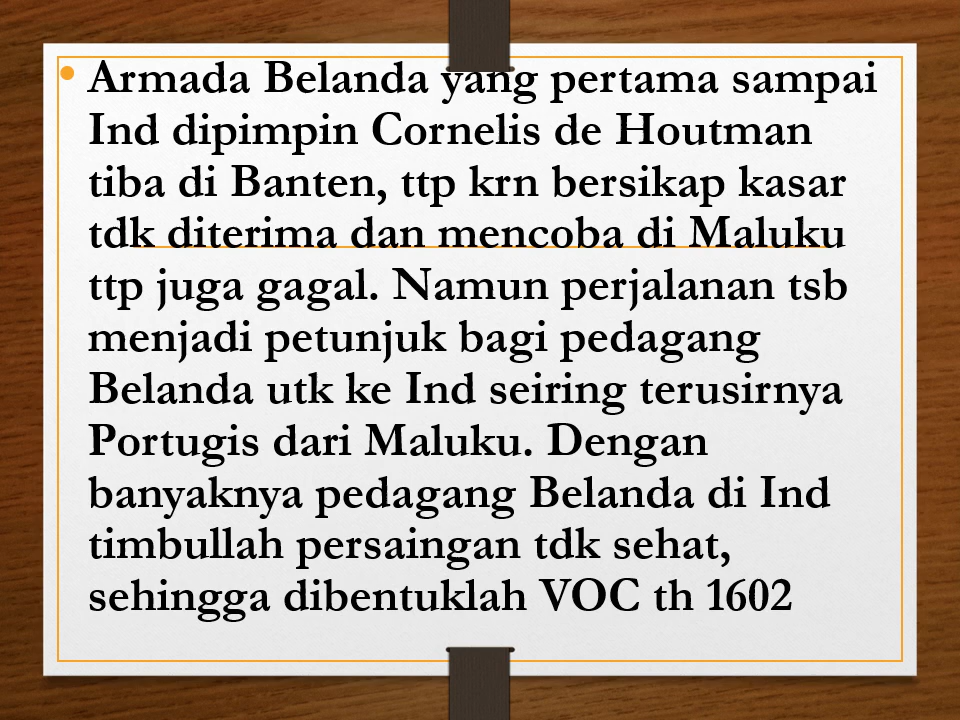 • Armada Belanda yang pertama sampai
Ind dipimpin Cornelis de Houtman
tiba di Banten, ttp krn bersikap kasar
tdk diterima dan mencoba di Maluku
ttp juga gagal. Namun perjalanan tsb
menjadi petunjuk bagi pedagang
Belanda utk ke Ind seiring terusirnya
Portugis dari Maluku. Dengan
banyaknya pedagang Belanda di Ind
timbullah persaingan tdk sehat,
sehingga dibentuklah VOC th 1602